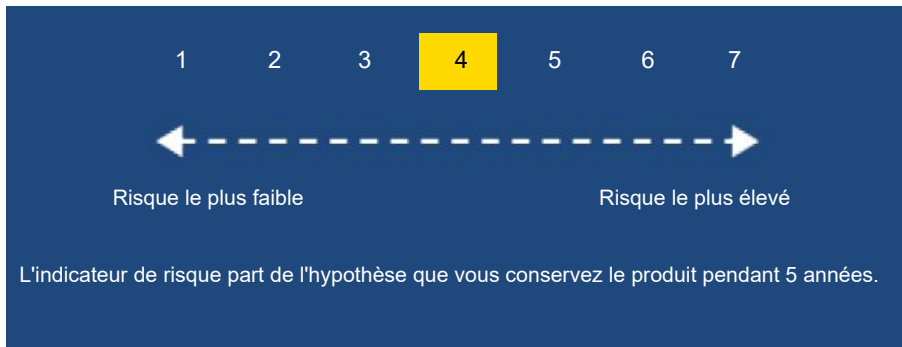 1 2 3 4 5 6 7
Risque le plus faible Risque le plus élevé
L'indicateur de risque part de l'hypothèse que vous conservez le produit pendant 5 années.